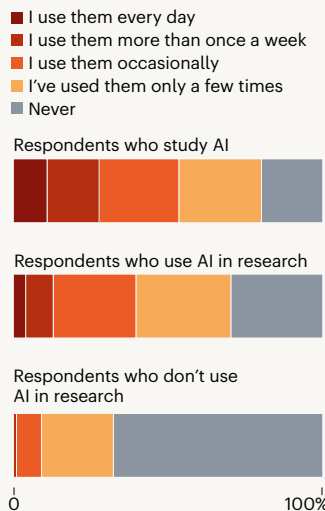 I use them every day
I use them more than once a week
I use them occasionally
I've used them only a few times
Never
Respondents who study AI
Respondents who use AI in research
Respondents who don't use
AI in research
0 100%